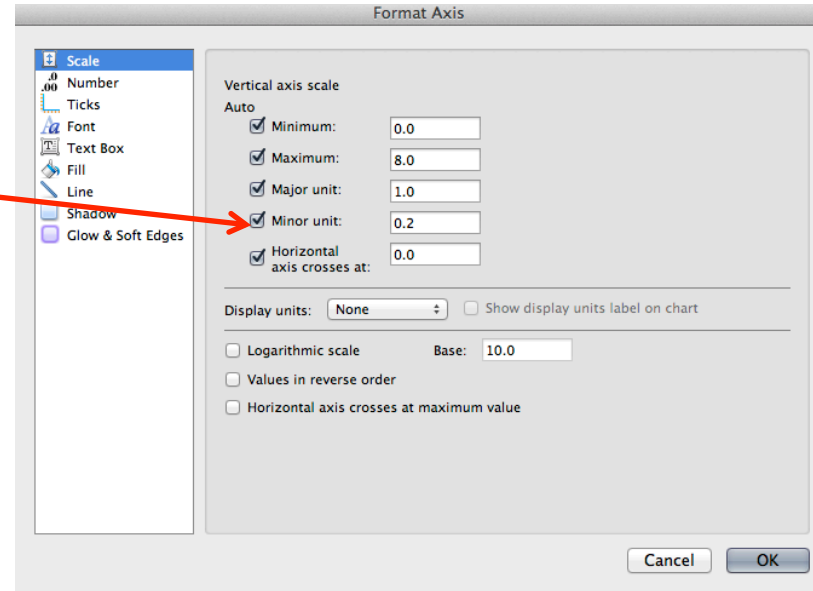 Format Axis
Scale
.0
.00 Number
Ticks
a Font
T Text Box
Fill
Line
Shadow
Glow & Soft Edges
Vertical axis scale
Auto
Minimum: 0.0
Maximum: 8.0
Major unit: 1.0
Minor unit: 0.2
Horizontal
axis crosses at: 0.0
Display units: None Show display units label on chart
Logarithmic scale Base: 10.0
Values in reverse order
Horizontal axis crosses at maximum value
Cancel OK